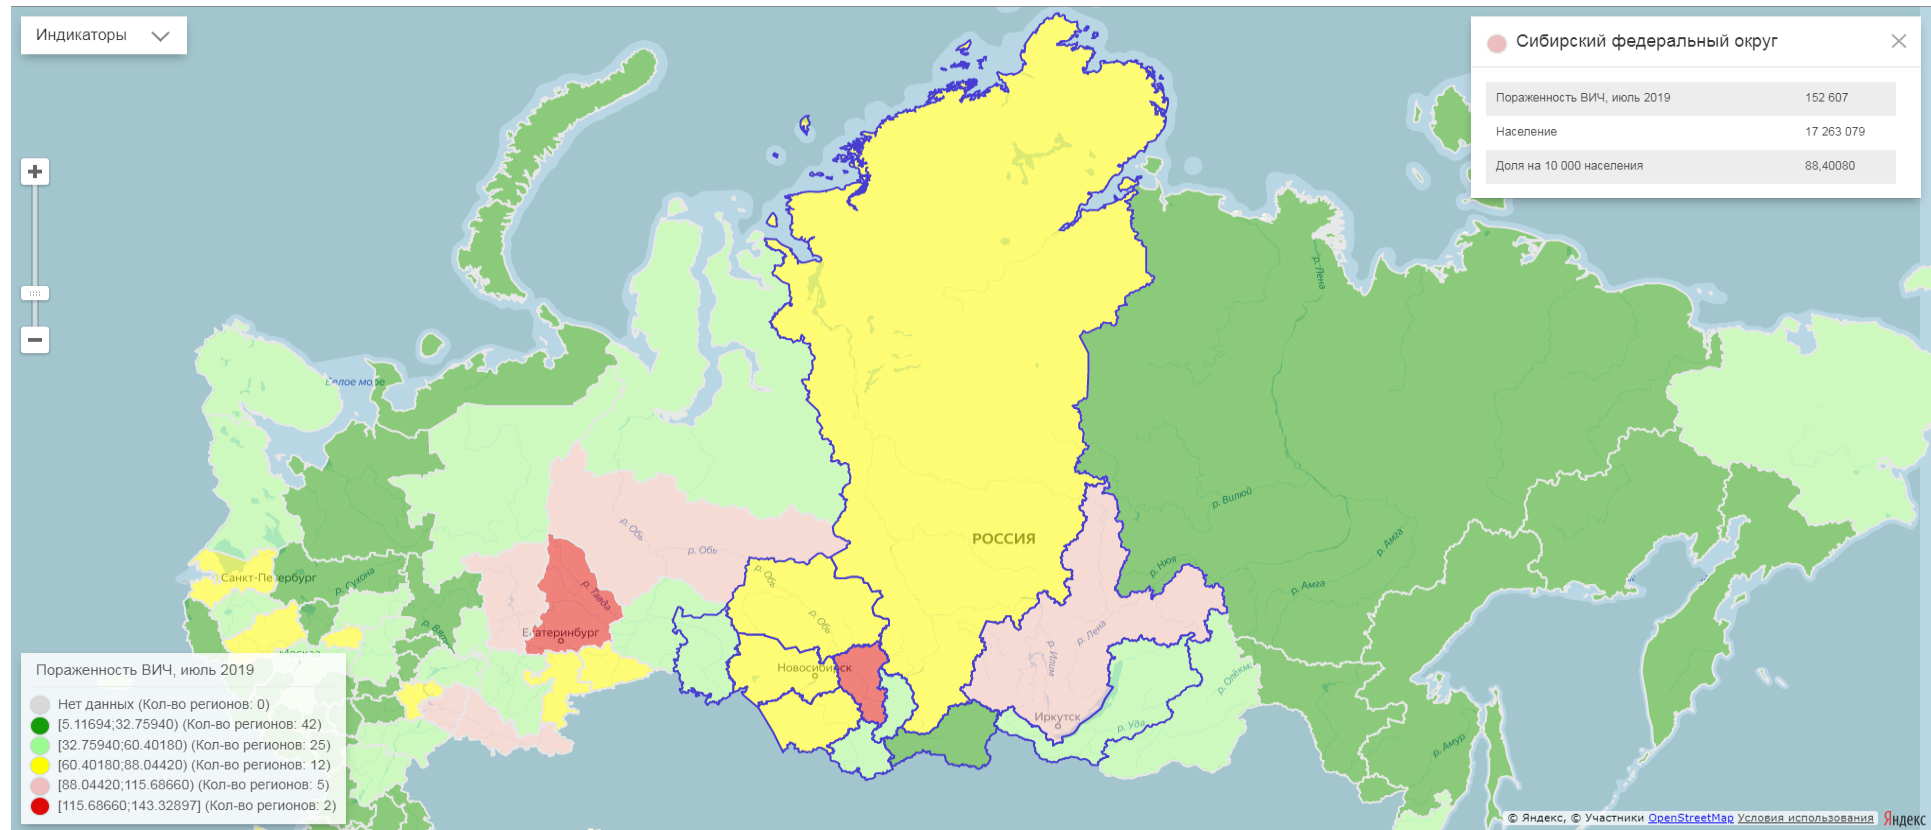 Индикаторы
Сибирский федеральный округ
Пораженность ВИЧ, июль 2019 152 607
Население 17 263 079
Доля на 10 000 населения 88,40080
р. Лена
Белое море
р. Обь
р. Обь
РОССИЯ
р. Вилюй
р. Амга
р. Нюя
р. Амга
Санкт-Петербург
р. Сухона
р. Обь
р. Тавда
р. Обь
Екатеринбург
р. Лена
р. Илим
Москва
Новосибирск
р. Олёкма
Иркутск
р. Уда
р. Амур
Пораженность ВИЧ, июль 2019
Нет данных (Кол-во регионов: 0)
[5.11694;32.75940) (Кол-во регионов: 42)
[32.75940;60.40180) (Кол-во регионов: 25)
[60.40180;88.04420) (Кол-во регионов: 12)
[88.04420;115.68660) (Кол-во регионов: 5)
[115.68660;143.32897] (Кол-во регионов: 2)
© Яндекс, © Участники OpenStreetMap Условия использования Яндекс